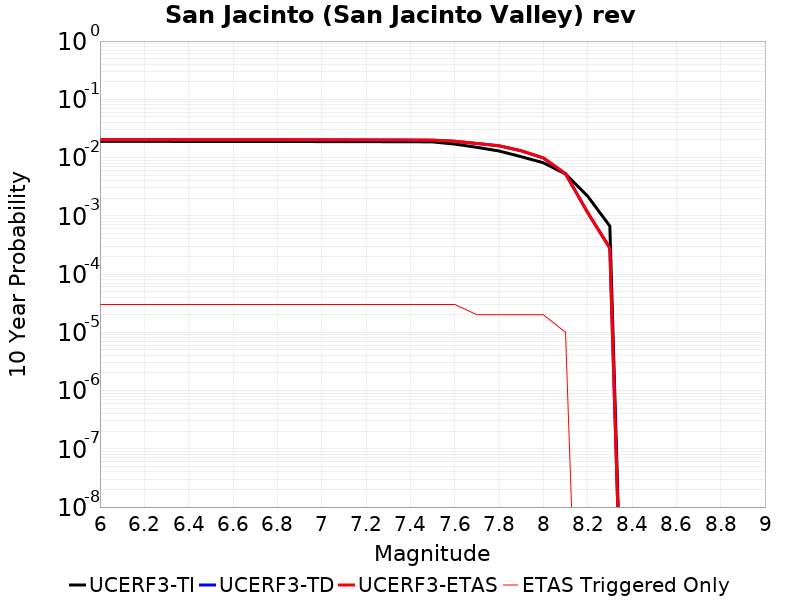 San Jacinto (San Jacinto Valley) rev
10^0
10^-1
10^-2
10^-3
10^-4
10^-5
10^-6
10^-7
10^-8
10 Year Probability
6 6.2 6.4 6.6 6.8 7 7.2 7.4 7.6 7.8 8 8.2 8.4 8.6 8.8 9
Magnitude
UCERF3-TI UCERF3-TD UCERF3-ETAS ETAS Triggered Only